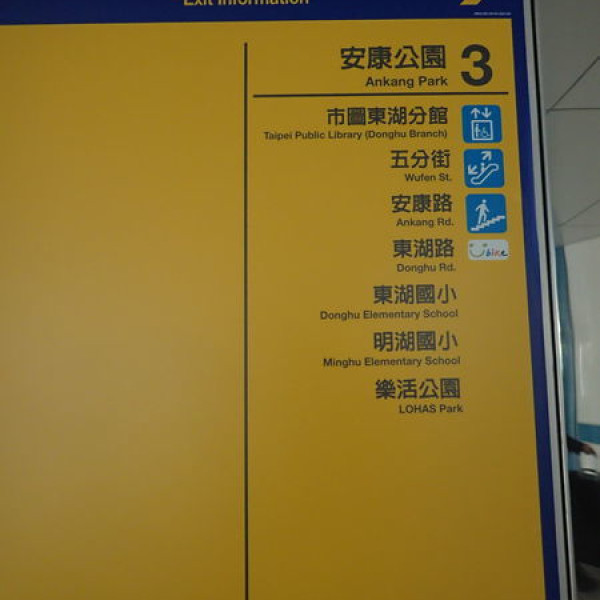 Exit Information
安康公園 3
Ankang Park
市圖東湖分館
Taipei Public Library (Donghu Branch)
五分街
Wufen St.
安康路
Ankang Rd.
東湖路
Donghu Rd.
Ubike
東湖國小
Donghu Elementary School
明湖國小
Minghu Elementary School
樂活公園
LOHAS Park